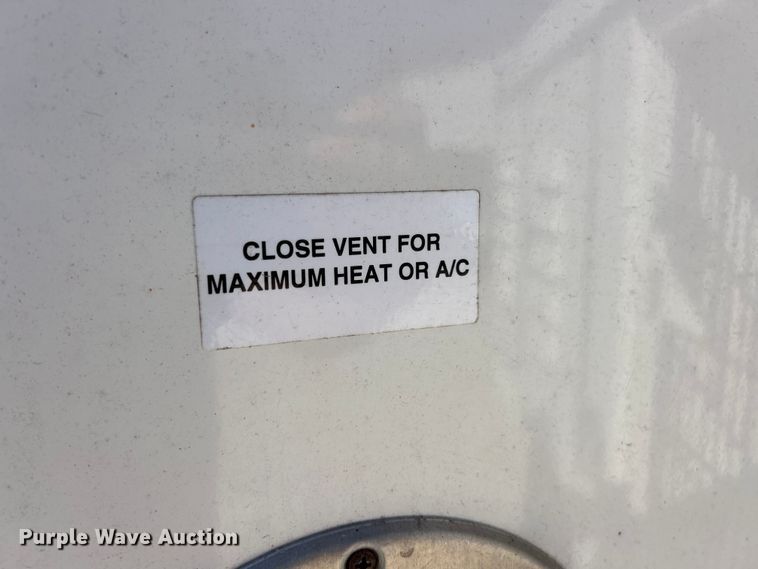 CLOSE VENT FOR
MAXIMUM HEAT OR A/C
Purple Wave Auction